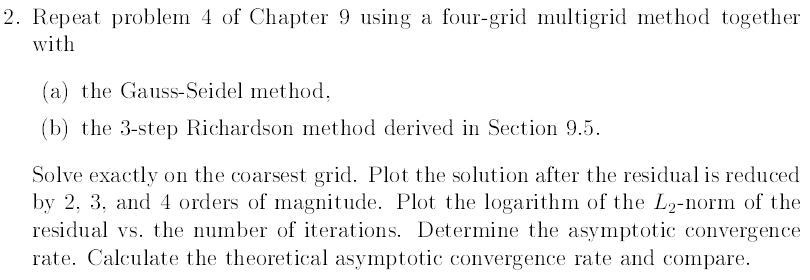 2. Repeat problem 4 of Chapter 9 using a four-grid multigrid method together
with
(a) the Gauss-Seidel method,
(b) the 3-step Richardson method derived in Section 9.5.
Solve exactly on the coarsest grid. Plot the solution after the residual is reduced
by 2, 3, and 4 orders of magnitude. Plot the logarithm of the L₂-norm of the
residual vs. the number of iterations. Determine the asymptotic convergence
rate. Calculate the theoretical asymptotic convergence rate and compare.